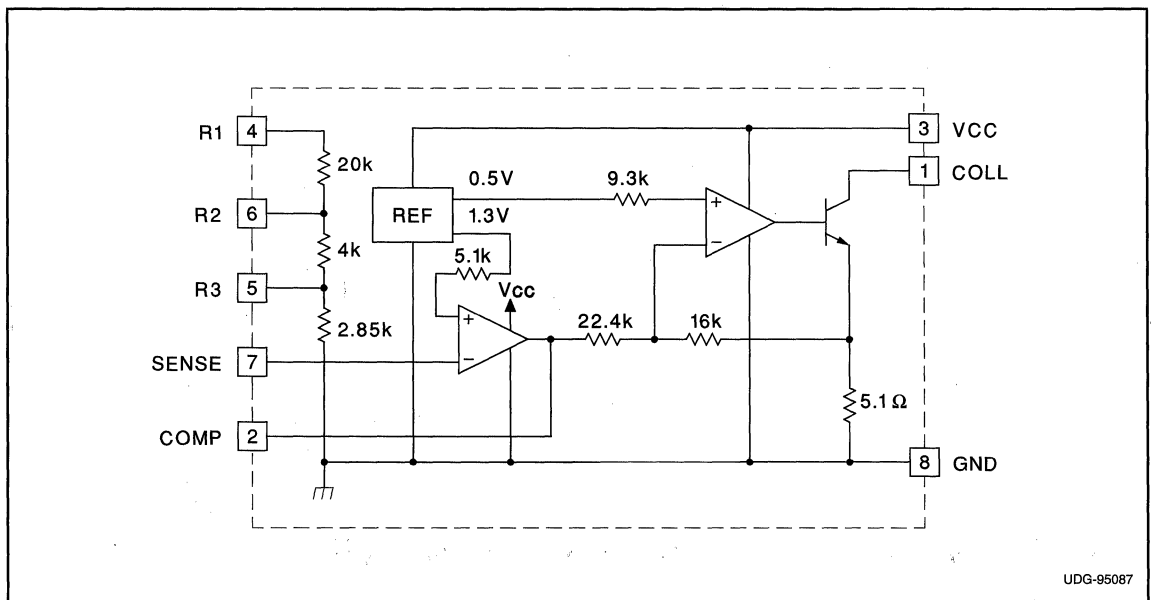 R1 4
20k
R2 6
4k
R3 5
2.85k
SENSE 7
COMP 2
REF
0.5V
1.3V
5.1k
VCC
+
−
9.3k
+
−
22.4k
16k
5.1 Ω
3 VCC
1 COLL
8 GND
UDG-95087